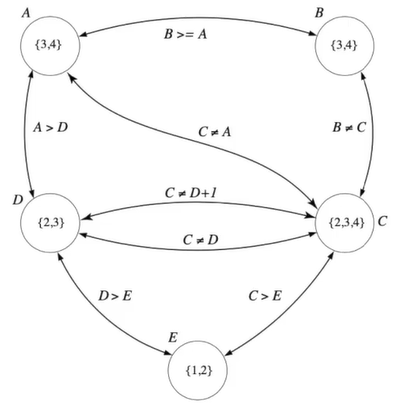 A
B
{3,4}
B >= A
{3,4}
A > D
C ≠ A
B ≠ C
D
{2,3}
C ≠ D+1
{2,3,4}
C
C ≠ D
D > E
C > E
E
{1,2}